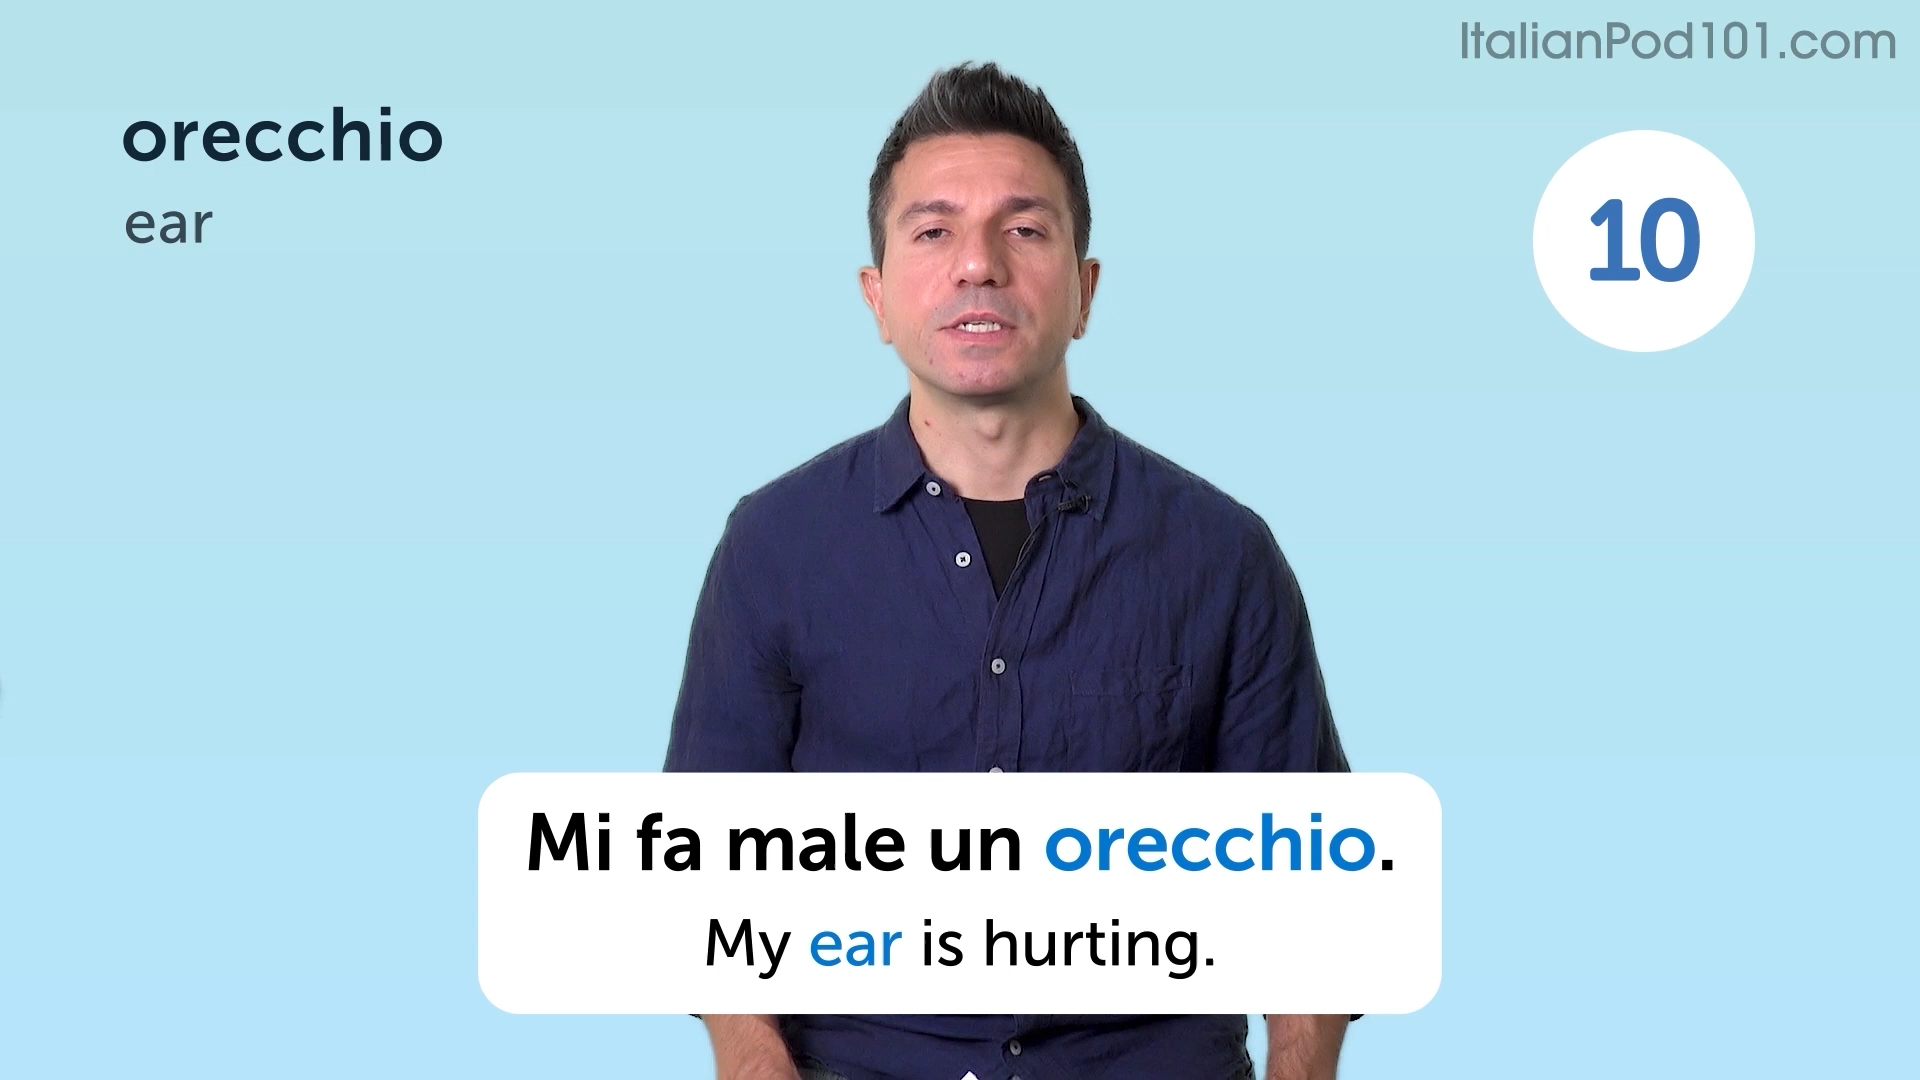 ItalianPod101.com
orecchio
ear
10
Mi fa male un orecchio.
My ear is hurting.